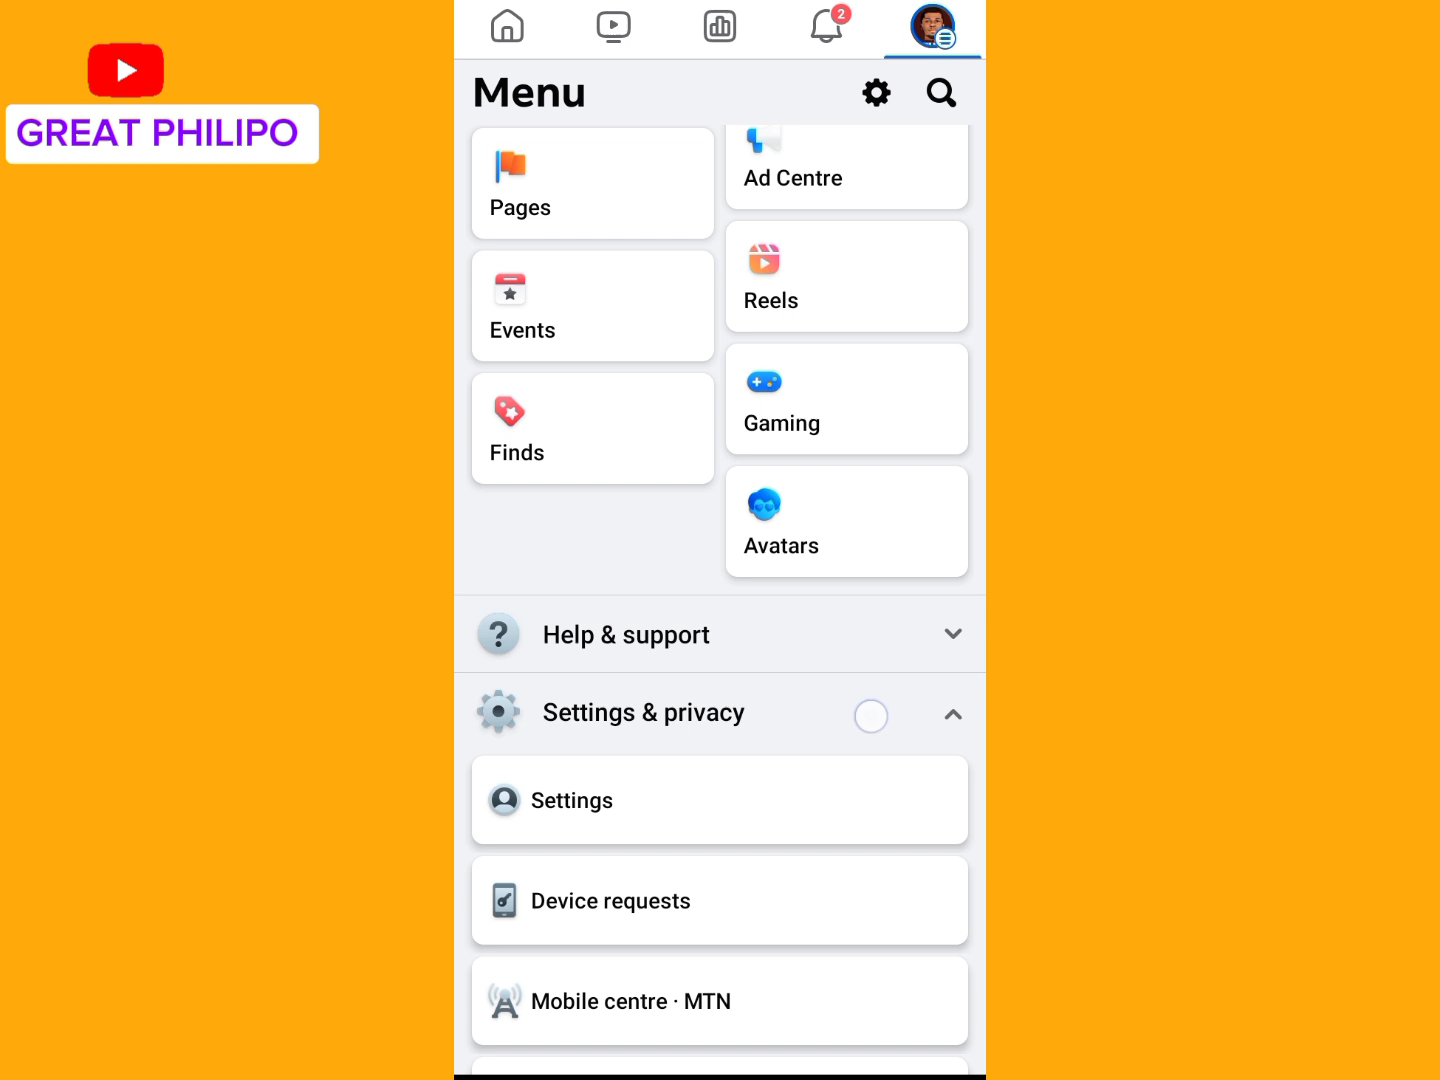 GREAT PHILIPO
2
Menu
Pages
Ad Centre
Events
Reels
Finds
Gaming
Avatars
? Help & support
Settings & privacy
Settings
Device requests
Mobile centre · MTN